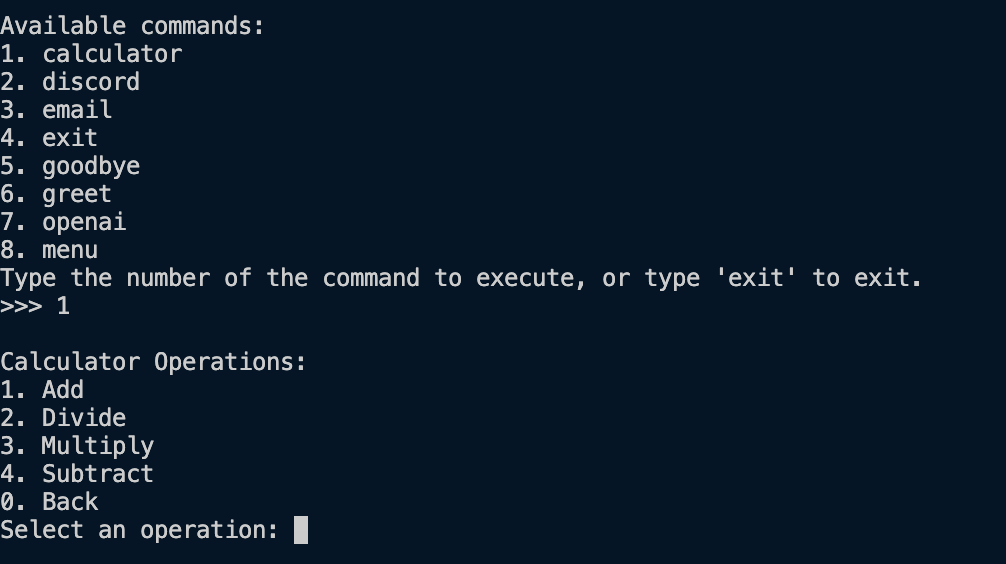 Available commands:
1. calculator
2. discord
3. email
4. exit
5. goodbye
6. greet
7. openai
8. menu
Type the number of the command to execute, or type 'exit' to exit.
>>> 1
Calculator Operations:
1. Add
2. Divide
3. Multiply
4. Subtract
0. Back
Select an operation: